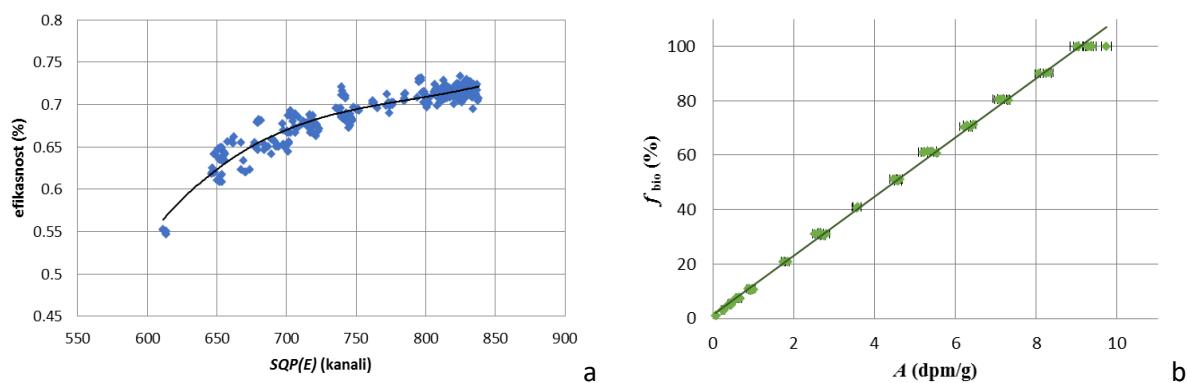 0.8
0.75
0.7
0.65
0.6
0.55
0.5
0.45
efikasnost (%)
550 600 650 700 750 800 850 900
SQP(E) (kanali)
a
100
80
60
40
20
0
f bio (%)
0 2 4 6 8 10
A (dpm/g)
b